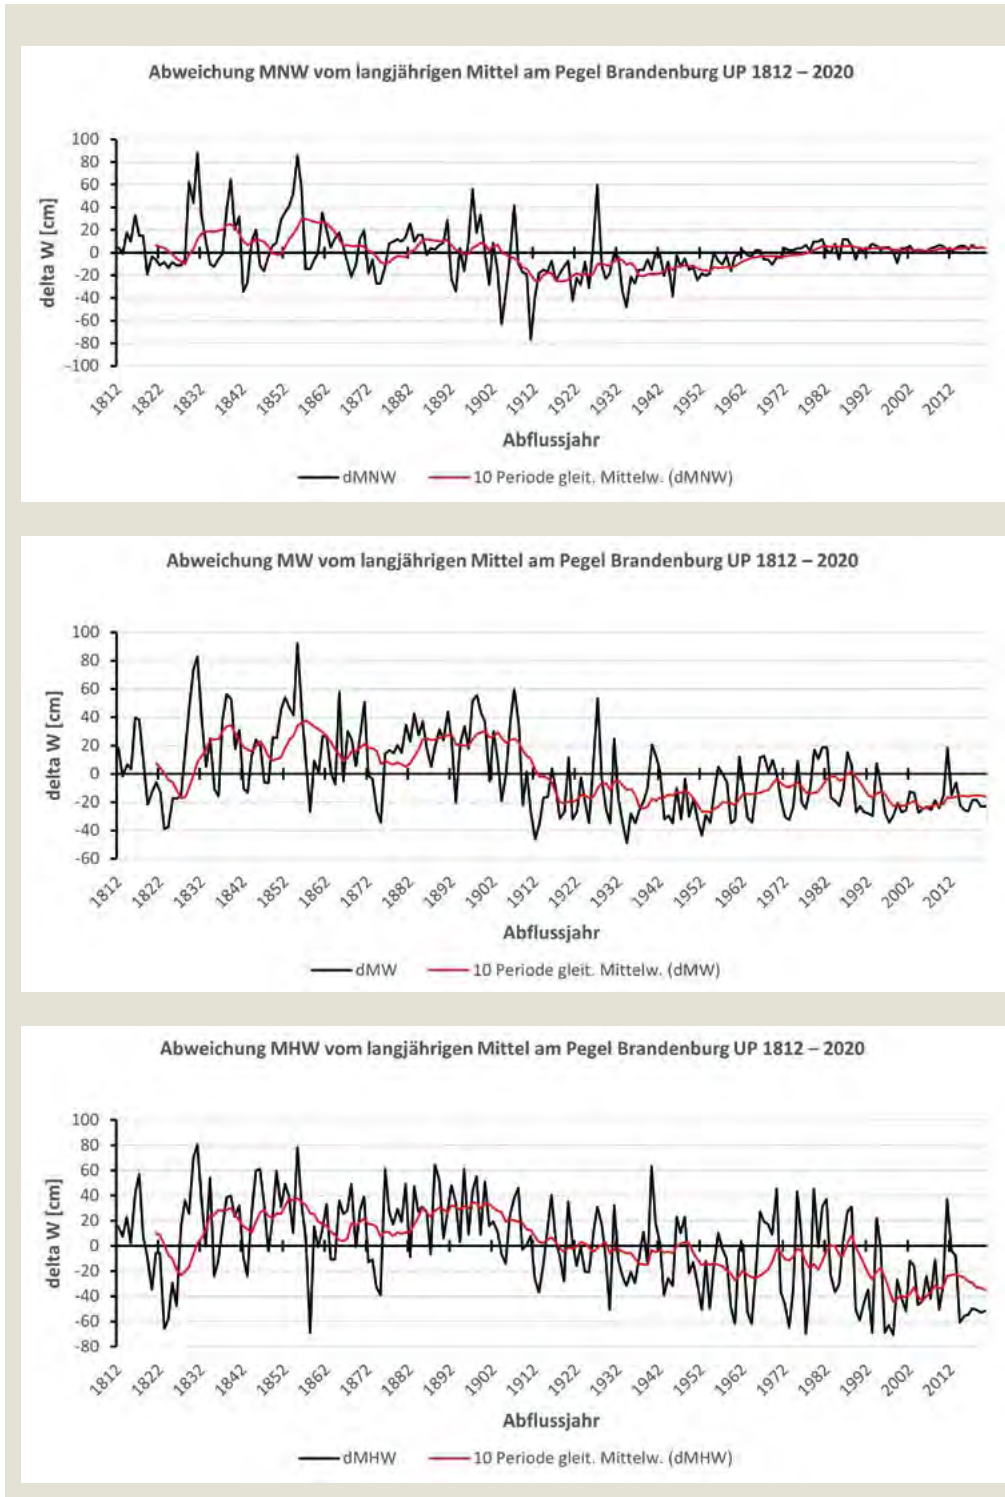 Abweichung MNW vom langjährigen Mittel am Pegel Brandenburg UP 1812 – 2020
100
80
60
40
20
0
-20
-40
-60
-80
-100
delta W [cm]
1812 1822 1832 1842 1852 1862 1872 1882 1892 1902 1912 1922 1932 1942 1952 1962 1972 1982 1992 2002 2012
Abflussjahr
dMNW 10 Periode gleit. Mittelw. (dMNW)
Abweichung MW vom langjährigen Mittel am Pegel Brandenburg UP 1812 – 2020
100
80
60
40
20
0
-20
-40
-60
delta W [cm]
1812 1822 1832 1842 1852 1862 1872 1882 1892 1902 1912 1922 1932 1942 1952 1962 1972 1982 1992 2002 2012
Abflussjahr
dMW 10 Periode gleit. Mittelw. (dMW)
Abweichung MHW vom langjährigen Mittel am Pegel Brandenburg UP 1812 – 2020
100
80
60
40
20
0
-20
-40
-60
-80
delta W [cm]
1812 1822 1832 1842 1852 1862 1872 1882 1892 1902 1912 1922 1932 1942 1952 1962 1972 1982 1992 2002 2012
Abflussjahr
dMHW 10 Periode gleit. Mittelw. (dMHW)